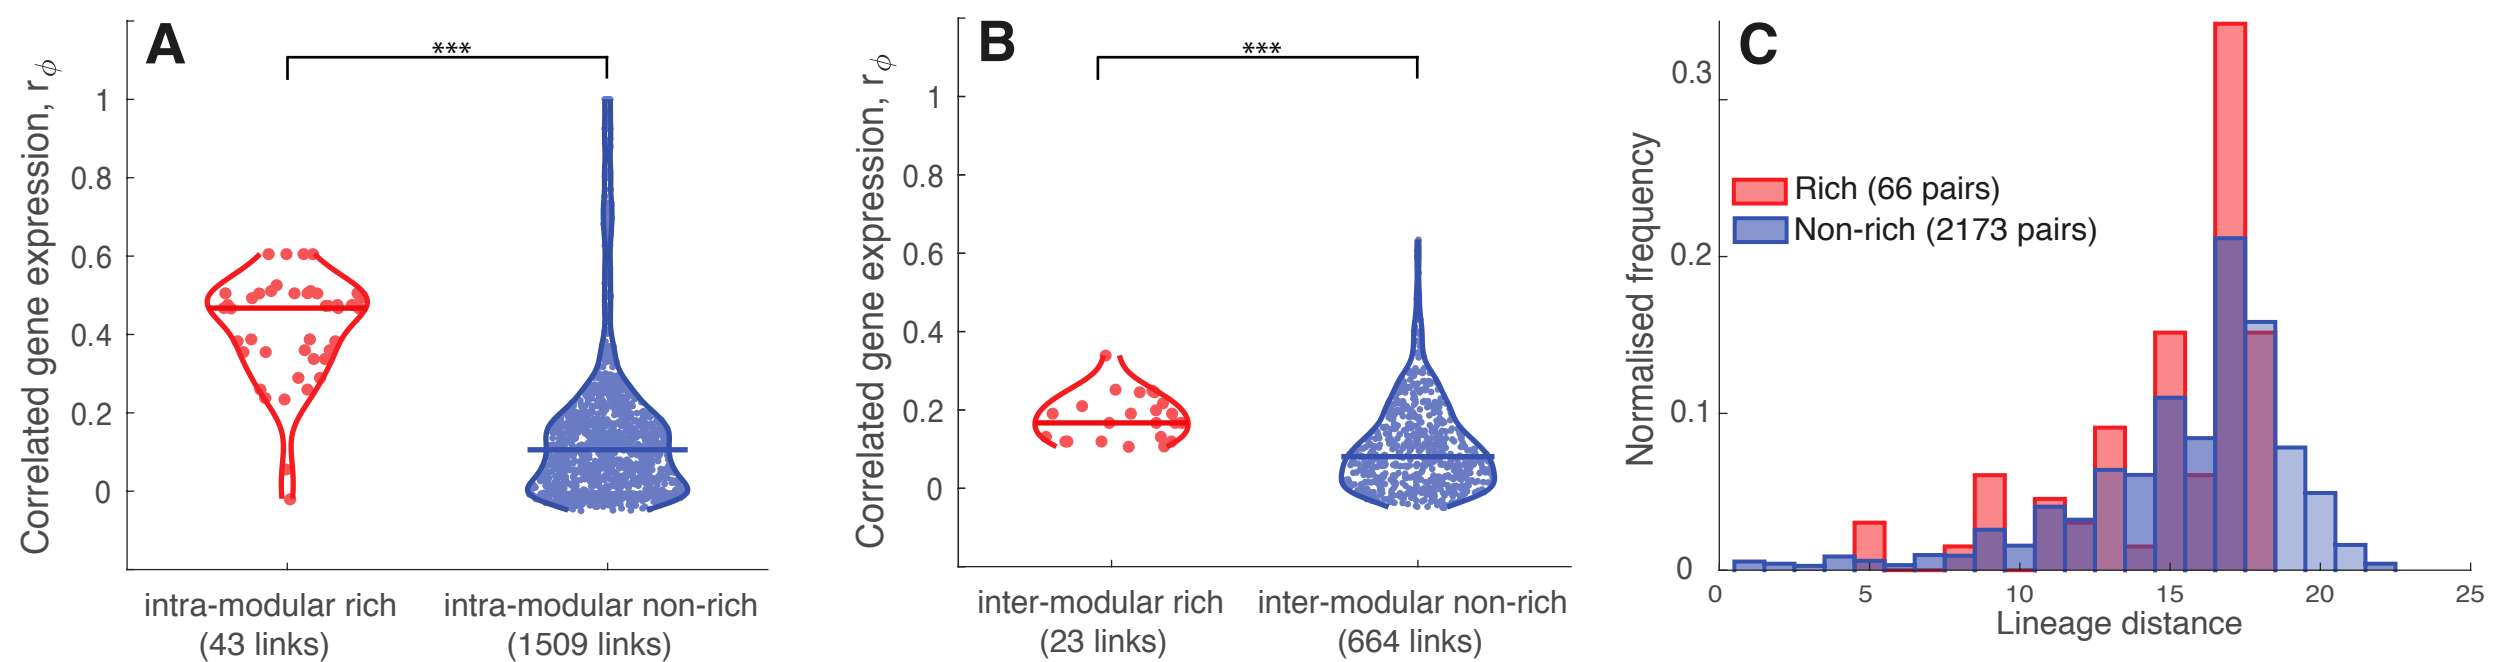 A
***
Correlated gene expression, rϕ
1
0.8
0.6
0.4
0.2
0
intra-modular rich
(43 links)
intra-modular non-rich
(1509 links)
B
***
Correlated gene expression, rϕ
1
0.8
0.6
0.4
0.2
0
inter-modular rich
(23 links)
inter-modular non-rich
(664 links)
C
Normalised frequency
0.3
0.2
0.1
0
Rich (66 pairs)
Non-rich (2173 pairs)
0 5 10 15 20 25
Lineage distance